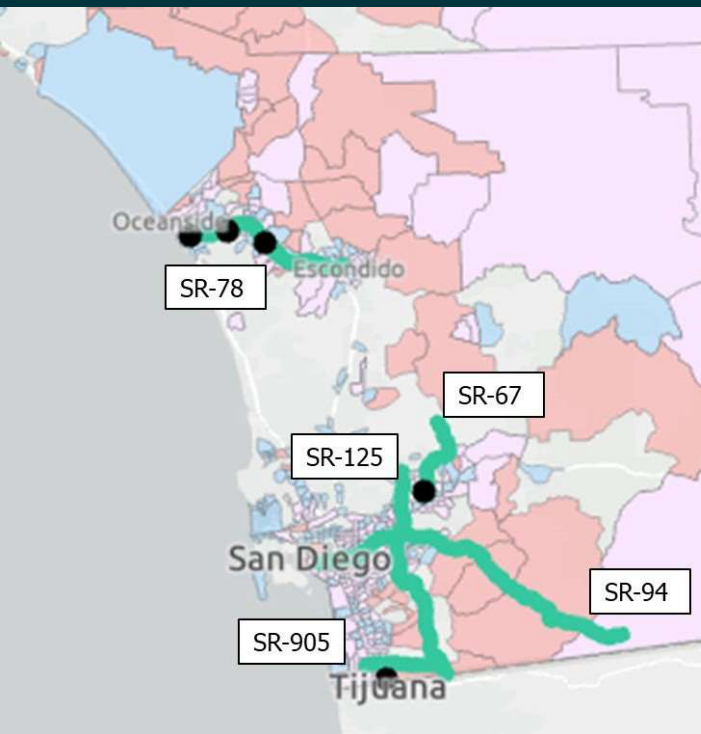 Oceanside
Escondido
SR-78
SR-67
SR-125
San Diego
SR-94
SR-905
Tijuana